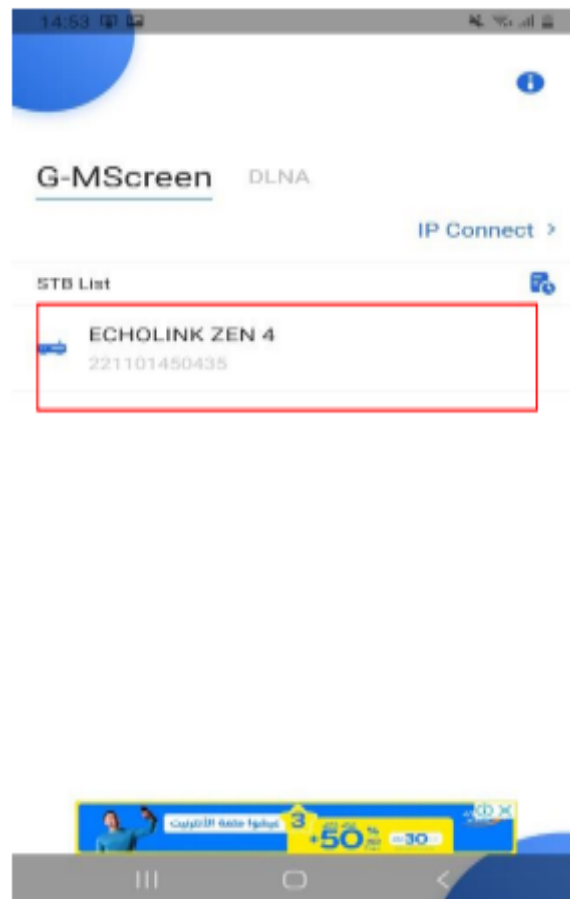 14:53
G-MScreen DLNA
IP Connect >
STB List
ECHOLINK ZEN 4
221101450435
3
+50 %
30